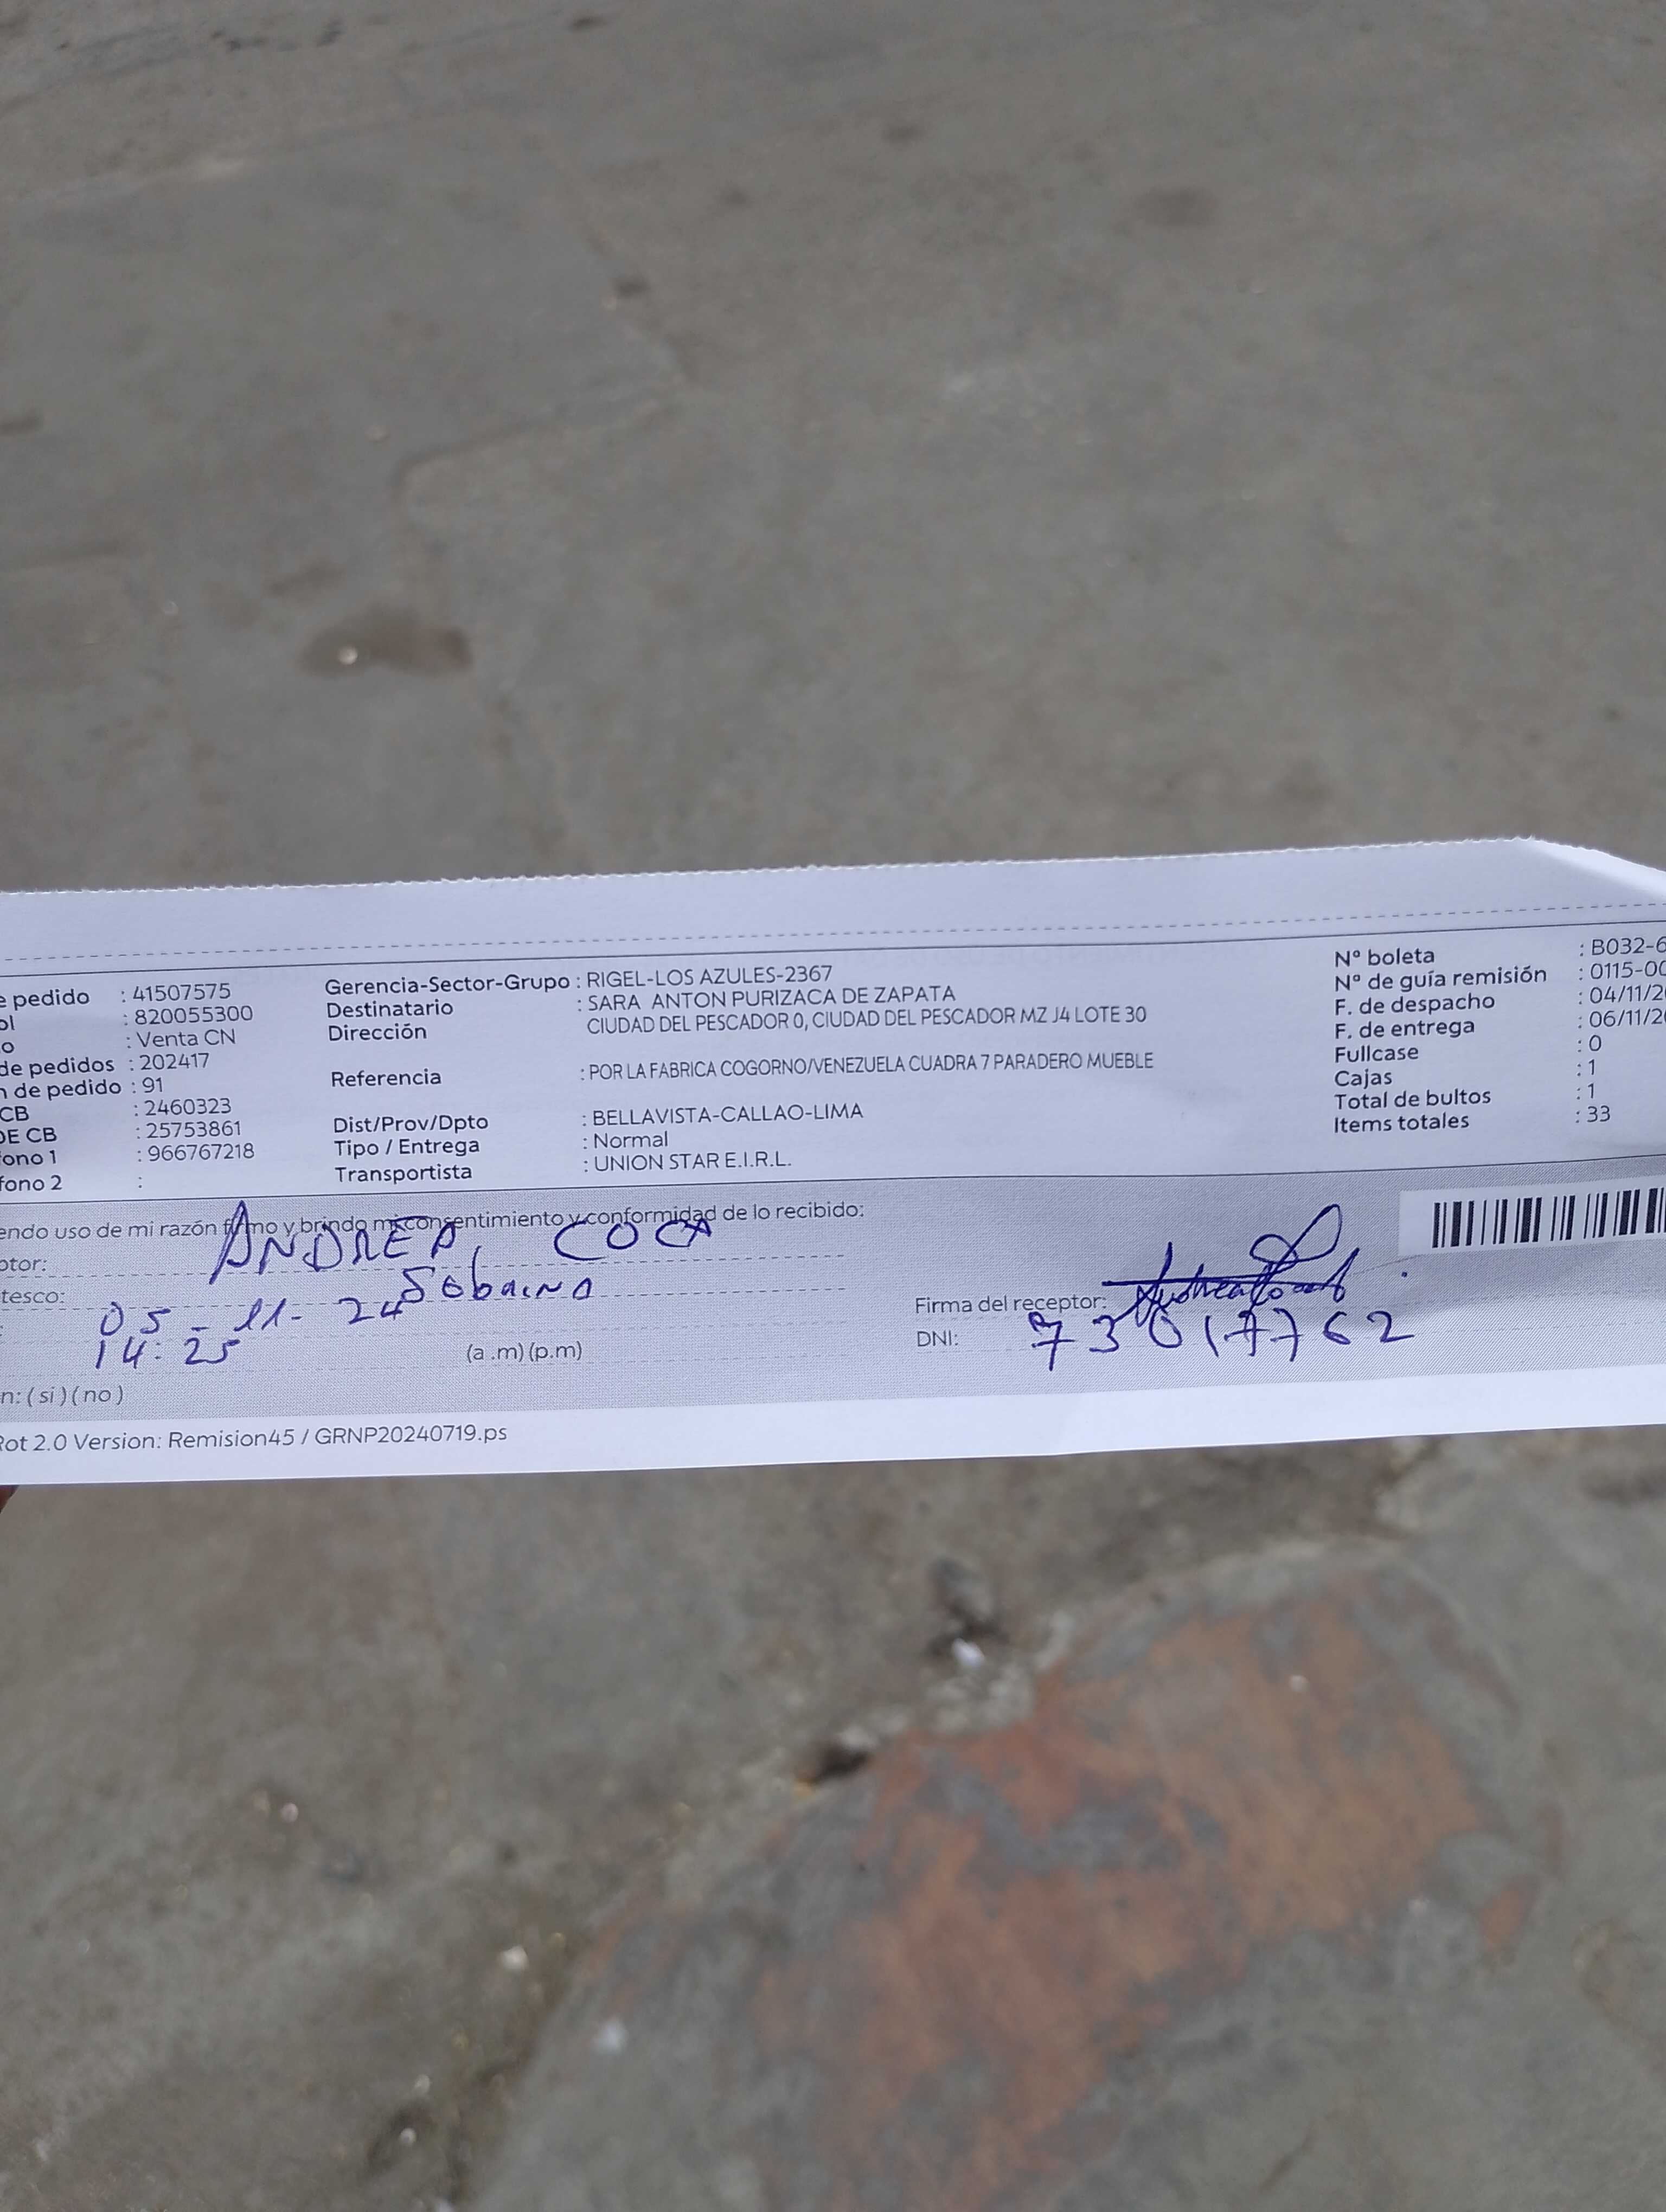 e pedido : 41507575
ol : 820055300
o : Venta CN
de pedidos : 202417
n de pedido : 91
CB : 2460323
DE CB : 25753861
fono 1 : 966767218
fono 2 :
Gerencia-Sector-Grupo : RIGEL-LOS AZULES-2367
Destinatario : SARA ANTON PURIZACA DE ZAPATA
Dirección CIUDAD DEL PESCADOR 0, CIUDAD DEL PESCADOR MZ J4 LOTE 30
Referencia : POR LA FABRICA COGORNO/VENEZUELA CUADRA 7 PARADERO MUEBLE
Dist/Prov/Dpto : BELLAVISTA-CALLAO-LIMA
Tipo / Entrega : Normal
Transportista : UNION STAR E.I.R.L.
Nº boleta : B032-6
Nº de guía remisión : 0115-00
F. de despacho : 04/11/20
F. de entrega : 06/11/20
Fullcase : 0
Cajas : 1
Total de bultos : 1
Items totales : 33
endo uso de mi razón firmo y brindo mi consentimiento y conformidad de lo recibido:
ptor: ANDREA COCA
tesco: Sobrina
: 05 - 11 - 24
14:25 (a .m) (p.m)
n: ( si ) ( no )
Firma del receptor:
DNI: 73017762
Rot 2.0 Version: Remision45 / GRNP20240719.ps